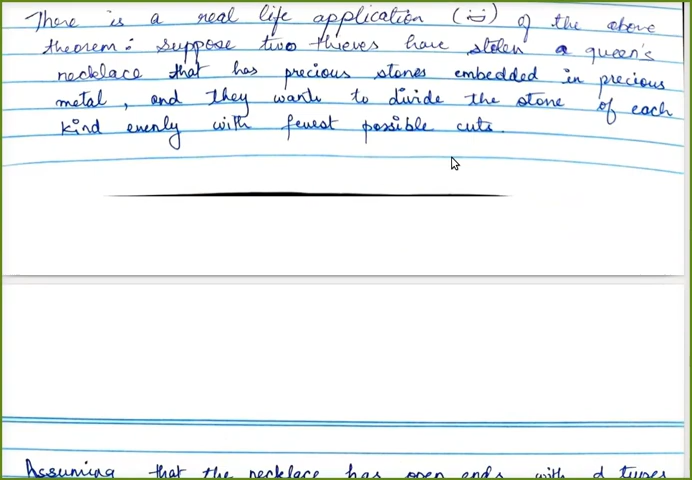 There is a real life application (ツ) of the above
theorem: Suppose two thieves have stolen a queen's
necklace that has precious stones embedded in precious
metal, and they wants to divide the stone of each
kind evenly with fewest possible cuts.
Assuming that the necklace has open ends with d types